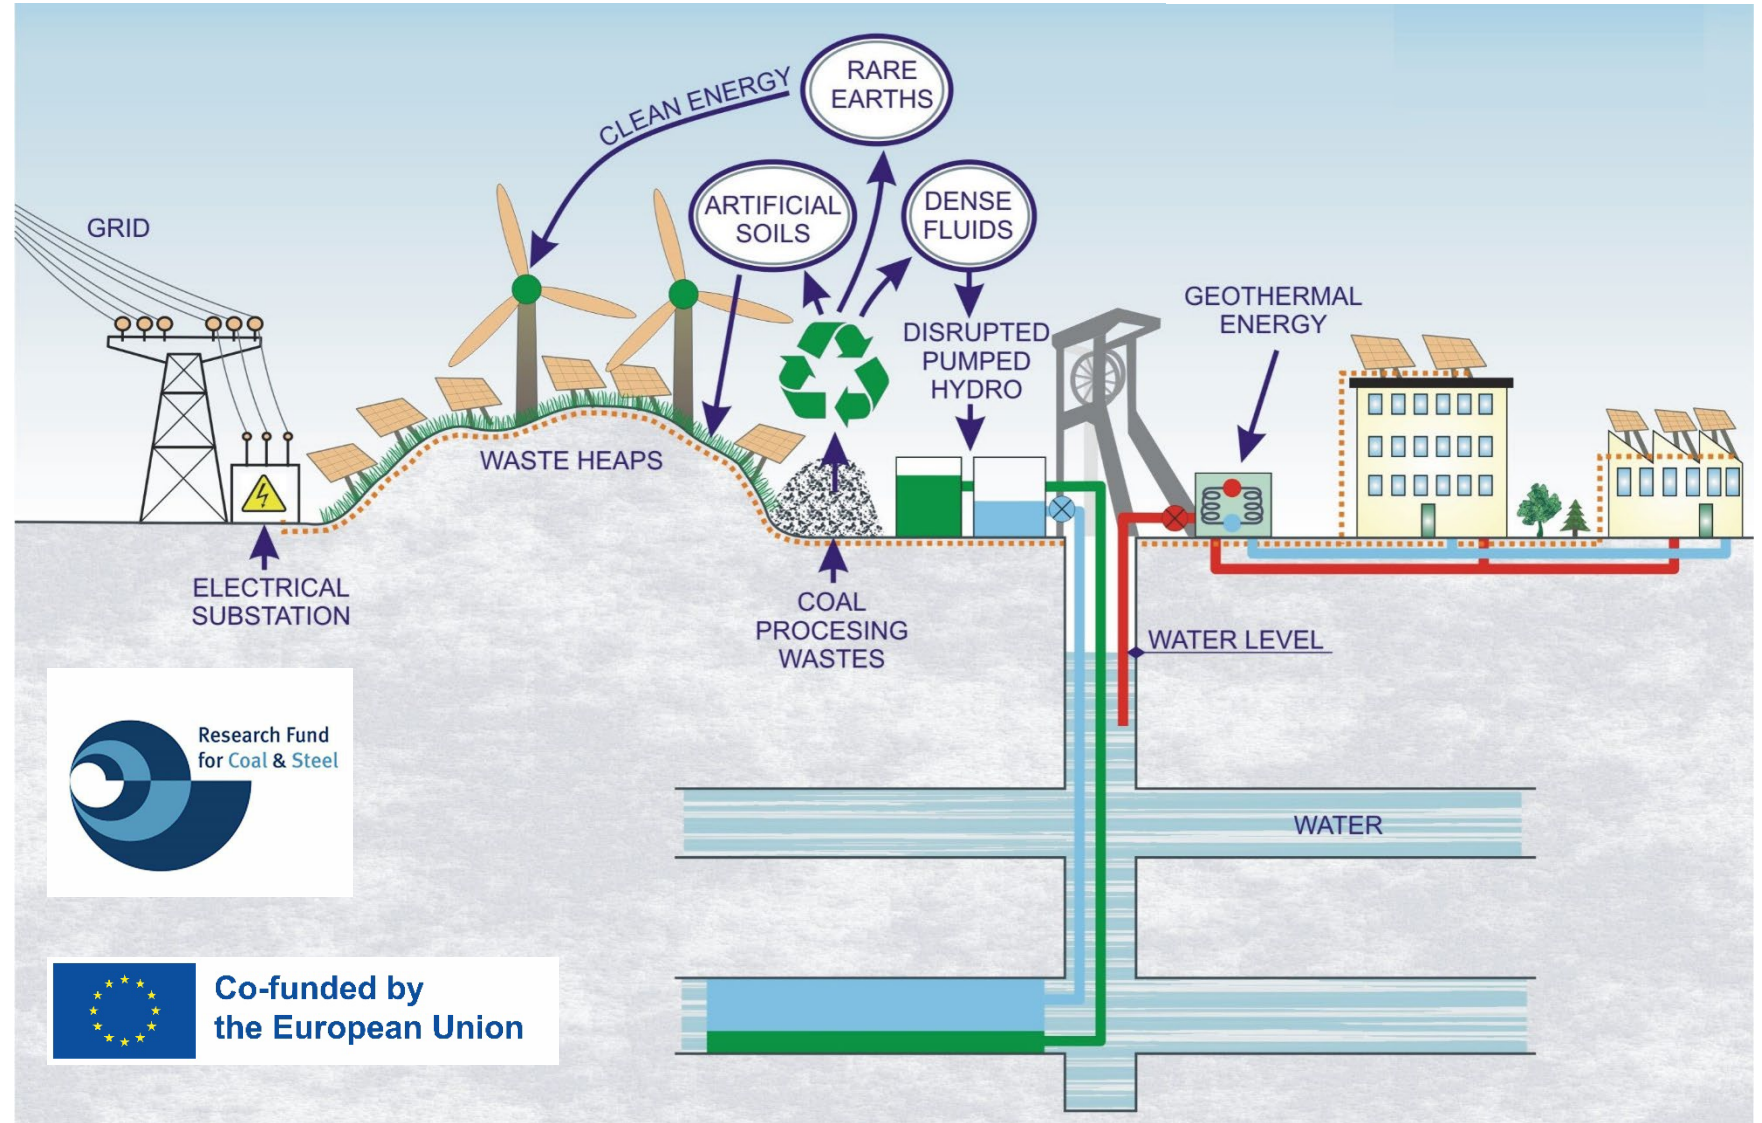 RARE
EARTHS
CLEAN ENERGY
ARTIFICIAL
SOILS
DENSE
FLUIDS
GRID
GEOTHERMAL
ENERGY
DISRUPTED
PUMPED
HYDRO
WASTE HEAPS
ELECTRICAL
SUBSTATION
COAL
PROCESING
WASTES
WATER LEVEL
Research Fund
for Coal & Steel
WATER
Co-funded by
the European Union